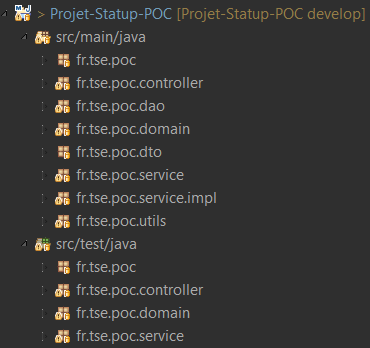 > Projet-Statup-POC [Projet-Statup-POC develop]
src/main/java
fr.tse.poc
fr.tse.poc.controller
fr.tse.poc.dao
fr.tse.poc.domain
fr.tse.poc.dto
fr.tse.poc.service
fr.tse.poc.service.impl
fr.tse.poc.utils
src/test/java
fr.tse.poc
fr.tse.poc.controller
fr.tse.poc.domain
fr.tse.poc.service